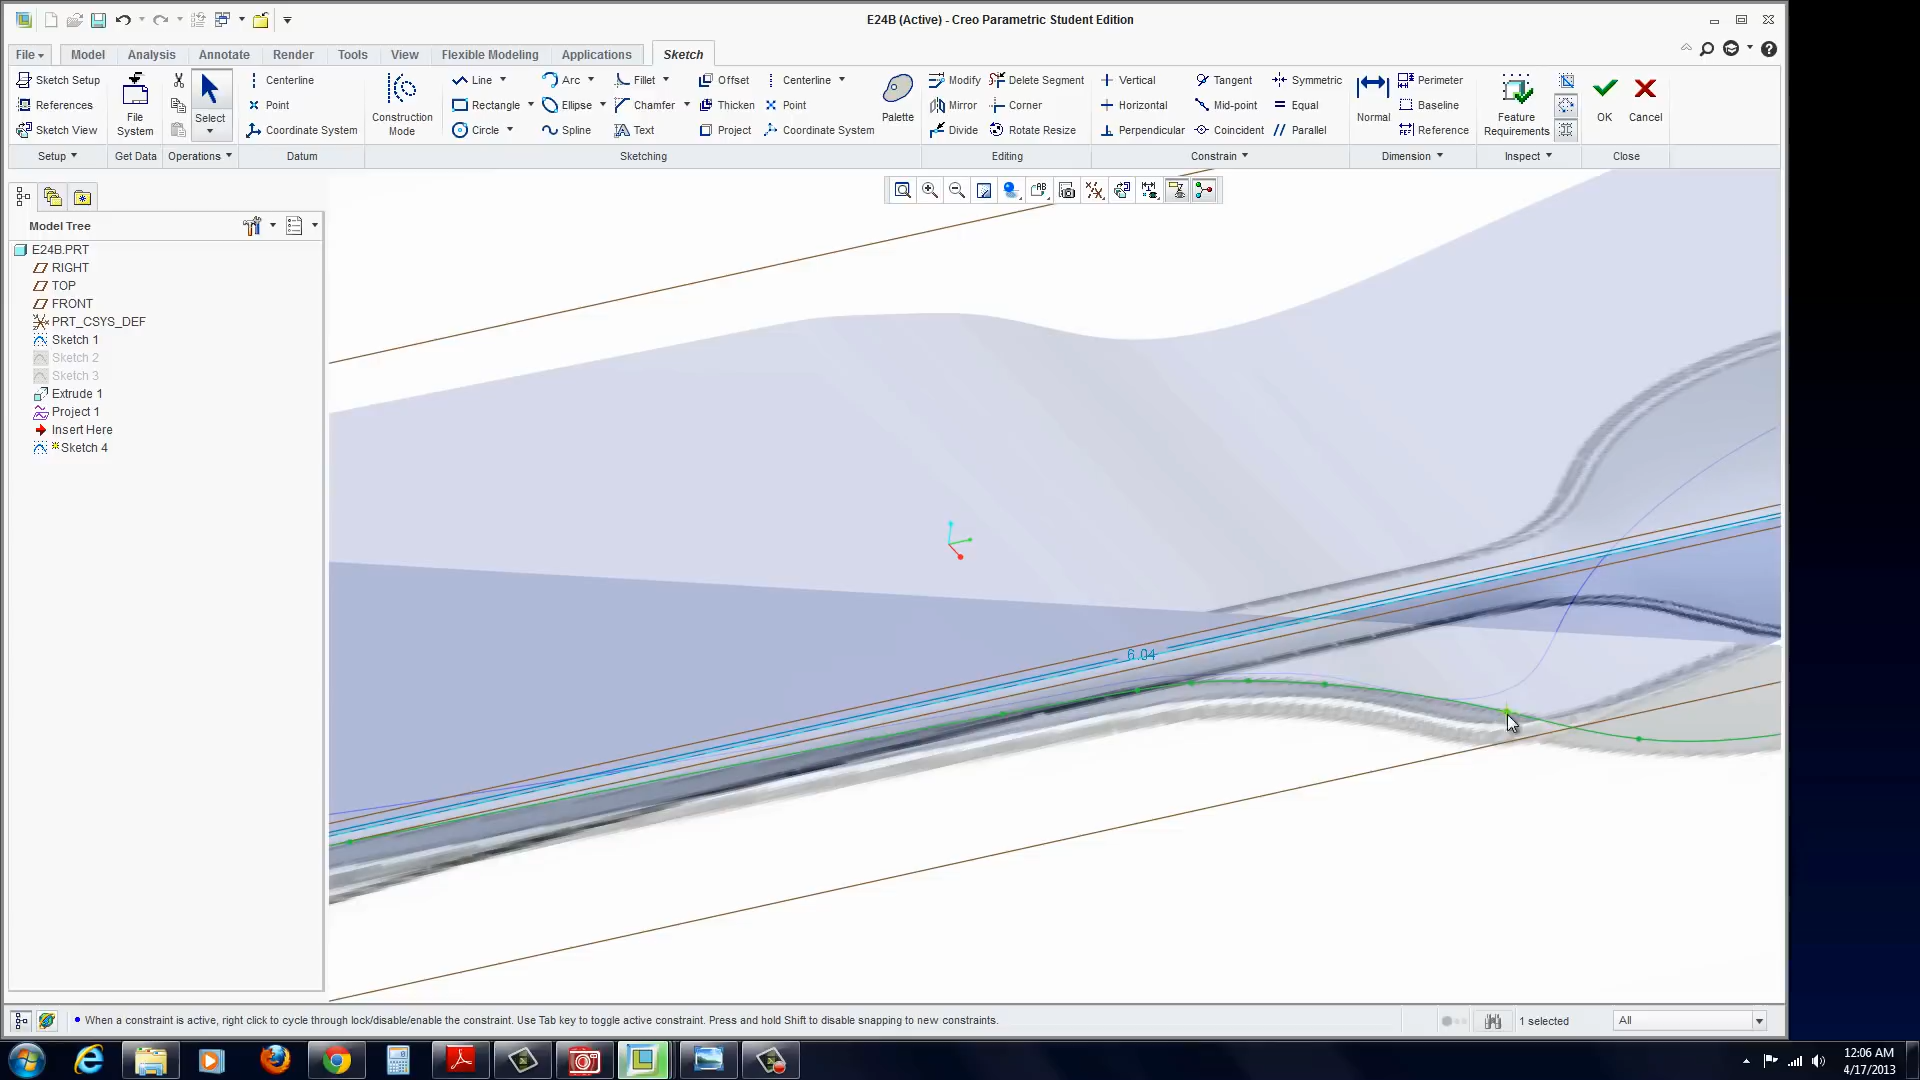 E24B (Active) - Creo Parametric Student Edition
File Model Analysis Annotate Render Tools View Flexible Modeling Applications Sketch
Sketch Setup
References
Sketch View
File System
Select
Centerline
Point
Coordinate System
Construction Mode
Line Arc Fillet Offset Centerline
Rectangle Ellipse Chamfer Thicken Point
Circle Spline Text Project Coordinate System
Palette
Modify Delete Segment
Mirror Corner
Divide Rotate Resize
Vertical Tangent Symmetric
Horizontal Mid-point Equal
Perpendicular Coincident Parallel
Normal
Perimeter
Baseline
Reference
Feature Requirements
OK
Cancel
Setup Get Data Operations Datum Sketching Editing Constrain Dimension Inspect Close
Model Tree
E24B.PRT
RIGHT
TOP
FRONT
PRT_CSYS_DEF
Sketch 1
Sketch 2
Sketch 3
Extrude 1
Project 1
Insert Here
Sketch 4
6.04
When a constraint is active, right click to cycle through lock/disable/enable the constraint. Use Tab key to toggle active constraint. Press and hold Shift to disable snapping to new constraints.
1 selected
All
12:06 AM
4/17/2013